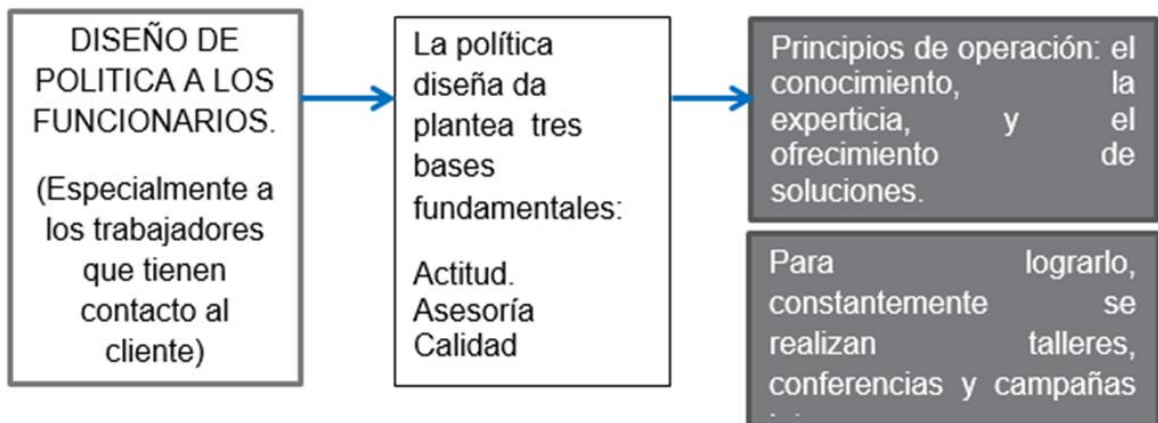 DISEÑO DE
POLITICA A LOS
FUNCIONARIOS.
(Especialmente a
los trabajadores
que tienen
contacto al
cliente)
La política
diseña da
plantea tres
bases
fundamentales:
Actitud.
Asesoría
Calidad
Principios de operación: el
conocimiento, la
experticia, y el
ofrecimiento de
soluciones.
Para lograrlo,
constantemente se
realizan talleres,
conferencias y campañas